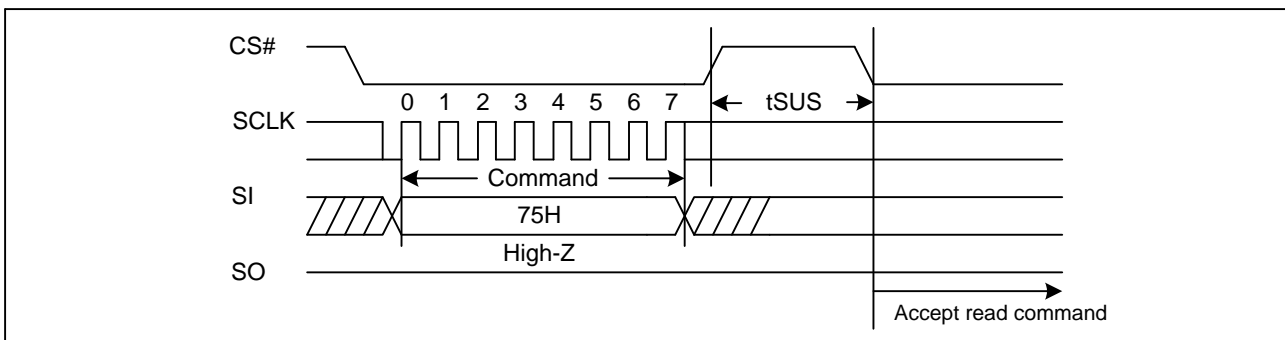 CS#
0 1 2 3 4 5 6 7
tSUS
SCLK
Command
SI
75H
High-Z
SO
Accept read command